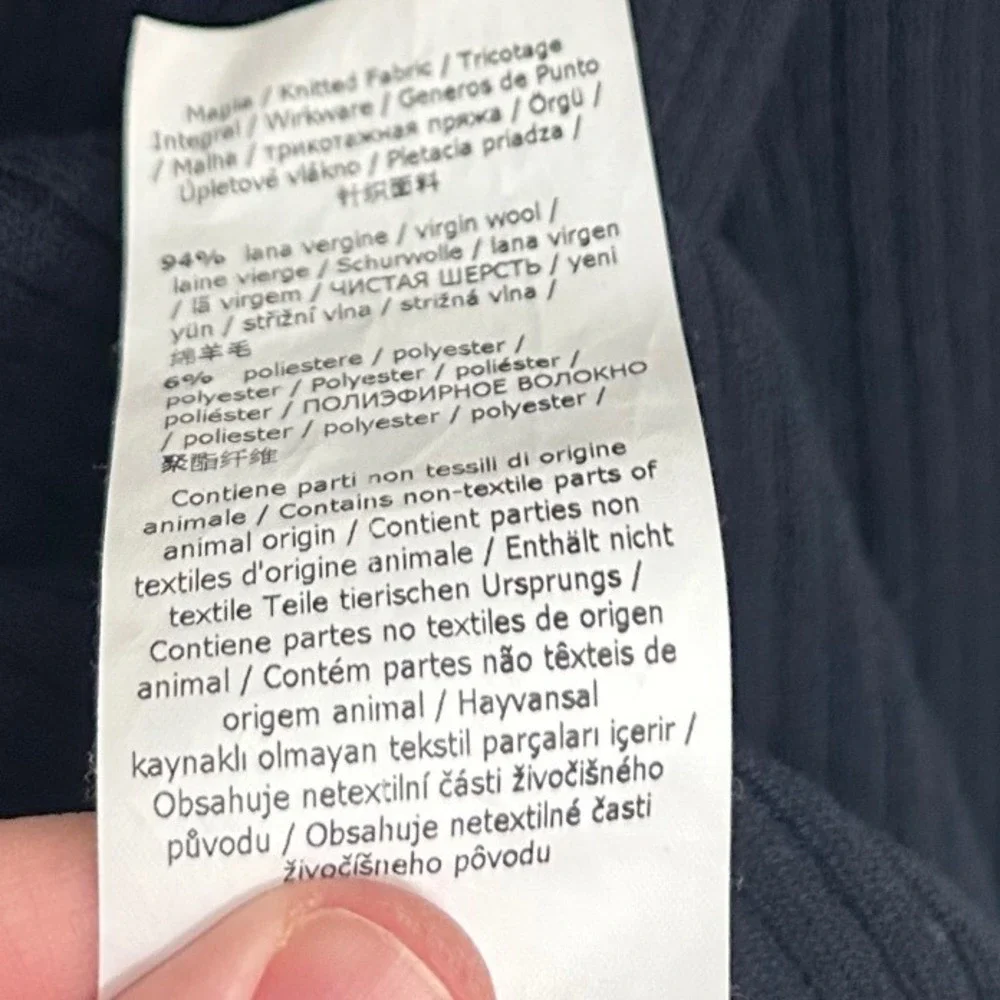 Maglia / Knitted Fabric / Tricotage
Integral / Wirkware / Generos de Punto
/ Malha / трикотажная пряжа / Örgü /
Úpletové vlákno / Pletacia priadza /
针织面料
94% lana vergine / virgin wool /
laine vierge / Schurwolle / lana virgen
/ lã virgem / ЧИСТАЯ ШЕРСТЬ / yeni
yün / střižní vlna / strižná vlna /
绵羊毛
6% poliestere / polyester /
polyester / Polyester / poliéster /
poliéster / ПОЛИЭФИРНОЕ ВОЛОКНО
/ poliester / polyester / polyester /
聚酯纤维
Contiene parti non tessili di origine
animale / Contains non-textile parts of
animal origin / Contient parties non
textiles d'origine animale / Enthält nicht
textile Teile tierischen Ursprungs /
Contiene partes no textiles de origen
animal / Contém partes não têxteis de
origem animal / Hayvansal
kaynaklı olmayan tekstil parçaları içerir /
Obsahuje netextilní části živočišného
původu / Obsahuje netextilné časti
živočíšneho pôvodu